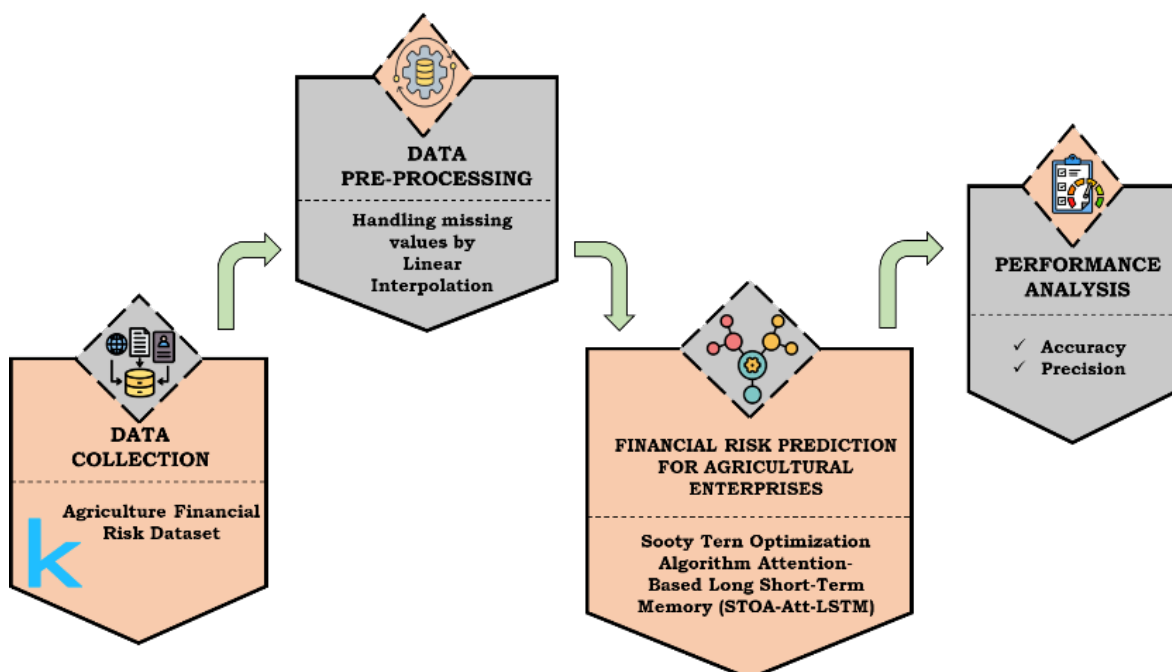 DATA
COLLECTION
Agriculture Financial
Risk Dataset
k
DATA
PRE-PROCESSING
Handling missing
values by
Linear
Interpolation
FINANCIAL RISK PREDICTION
FOR AGRICULTURAL
ENTERPRISES
Sooty Tern Optimization
Algorithm Attention-
Based Long Short-Term
Memory (STOA-Att-LSTM)
PERFORMANCE
ANALYSIS
✓ Accuracy
✓ Precision